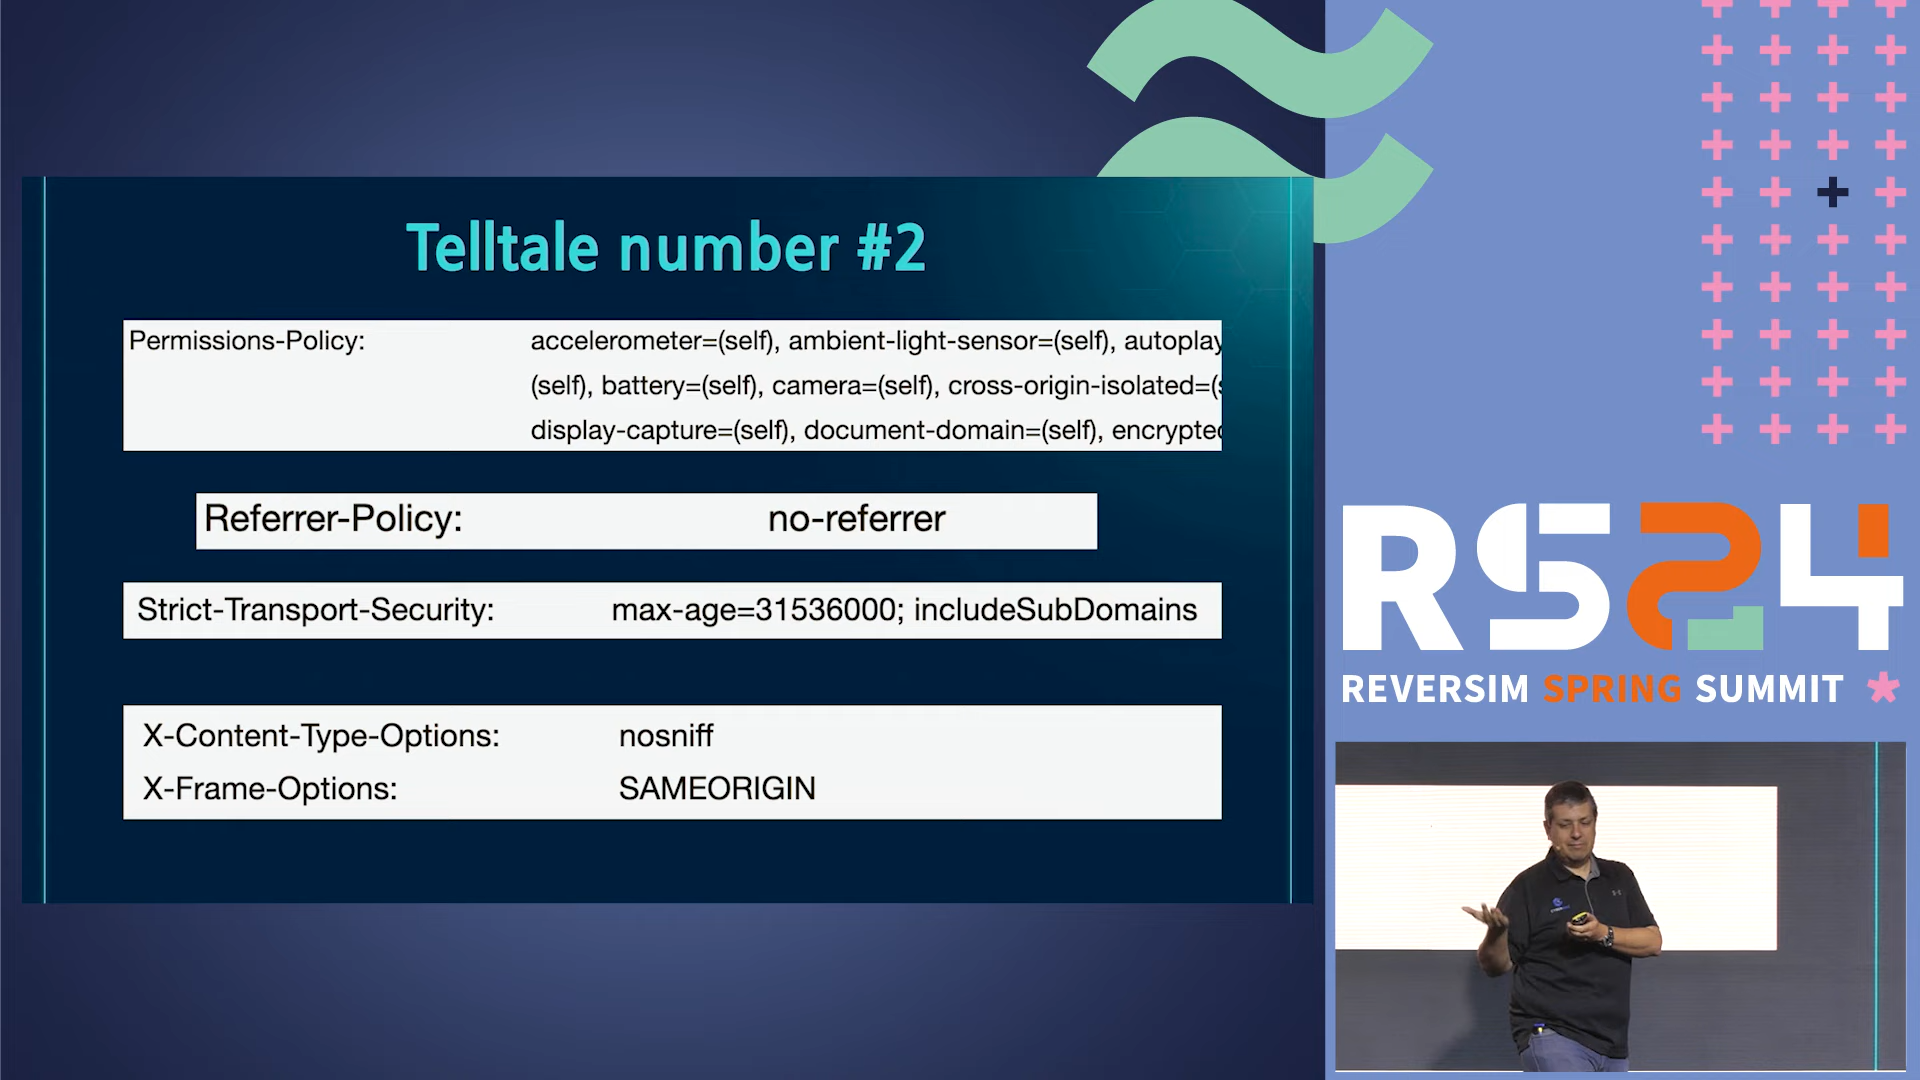 Telltale number #2
Permissions-Policy: accelerometer=(self), ambient-light-sensor=(self), autoplay
(self), battery=(self), camera=(self), cross-origin-isolated=(s
display-capture=(self), document-domain=(self), encrypted
Referrer-Policy: no-referrer
Strict-Transport-Security: max-age=31536000; includeSubDomains
X-Content-Type-Options: nosniff
X-Frame-Options: SAMEORIGIN
RS24
REVERSIM SPRING SUMMIT